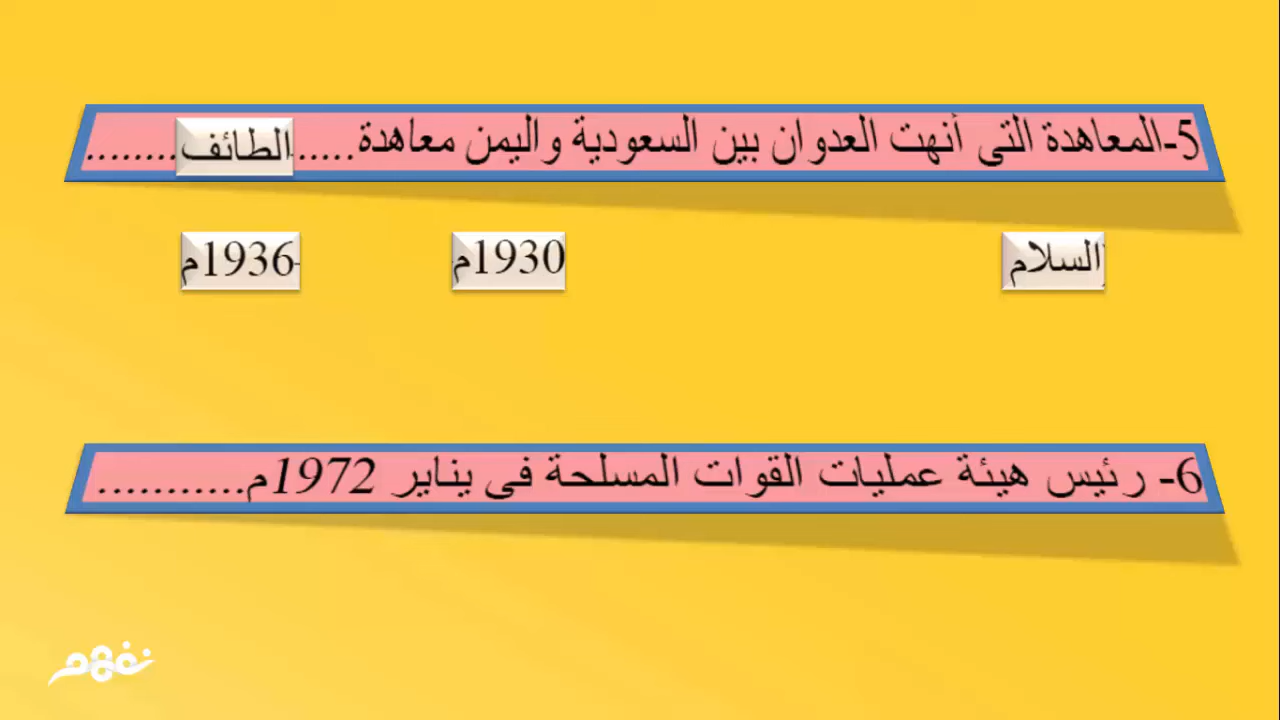 5-المعاهدة التى أنهت العدوان بين السعودية واليمن معاهدة.....الطائف........
السلام 1930م 1936م
6- رئيس هيئة عمليات القوات المسلحة فى يناير 1972م...........
نفهم